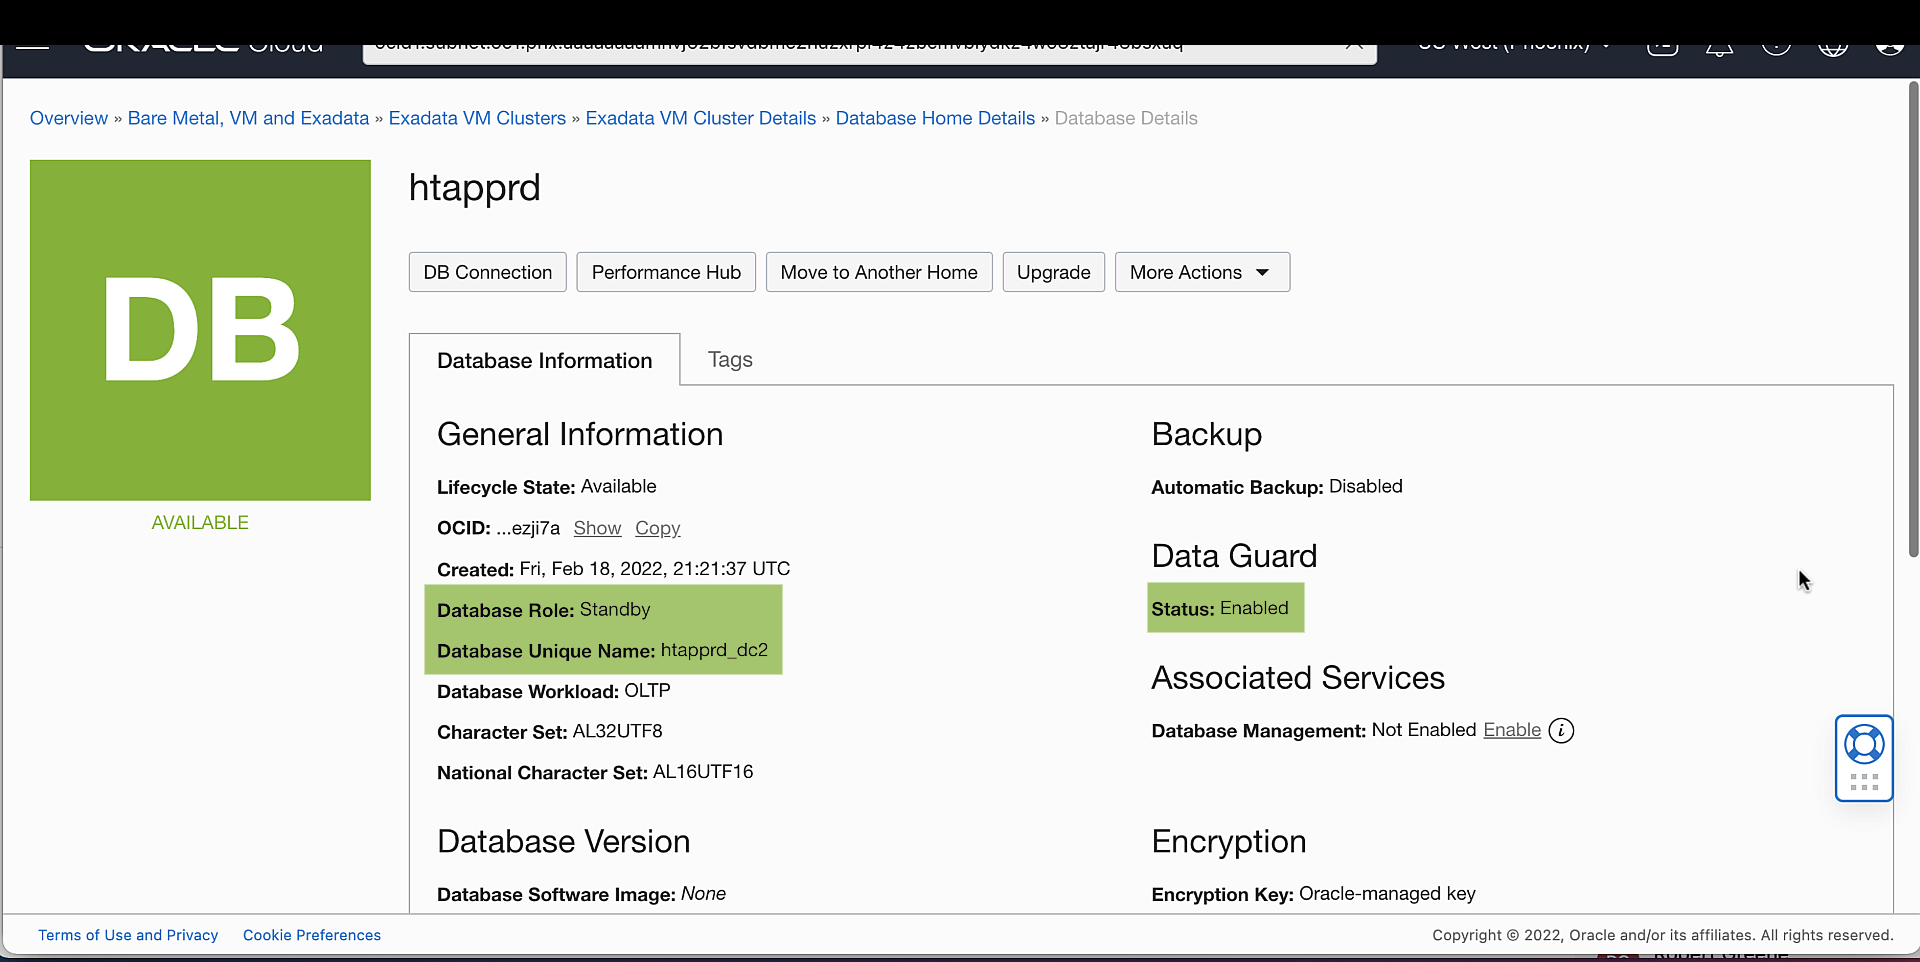 ORACLE Cloud
US West (Phoenix)
Overview » Bare Metal, VM and Exadata » Exadata VM Clusters » Exadata VM Cluster Details » Database Home Details » Database Details
DB
AVAILABLE
htapprd
DB Connection Performance Hub Move to Another Home Upgrade More Actions
Database Information Tags
General Information
Lifecycle State: Available
OCID: ...ezji7a Show Copy
Created: Fri, Feb 18, 2022, 21:21:37 UTC
Database Role: Standby
Database Unique Name: htapprd_dc2
Database Workload: OLTP
Character Set: AL32UTF8
National Character Set: AL16UTF16
Database Version
Database Software Image: None
Backup
Automatic Backup: Disabled
Data Guard
Status: Enabled
Associated Services
Database Management: Not Enabled Enable i
Encryption
Encryption Key: Oracle-managed key
Terms of Use and Privacy Cookie Preferences
Copyright © 2022, Oracle and/or its affiliates. All rights reserved.